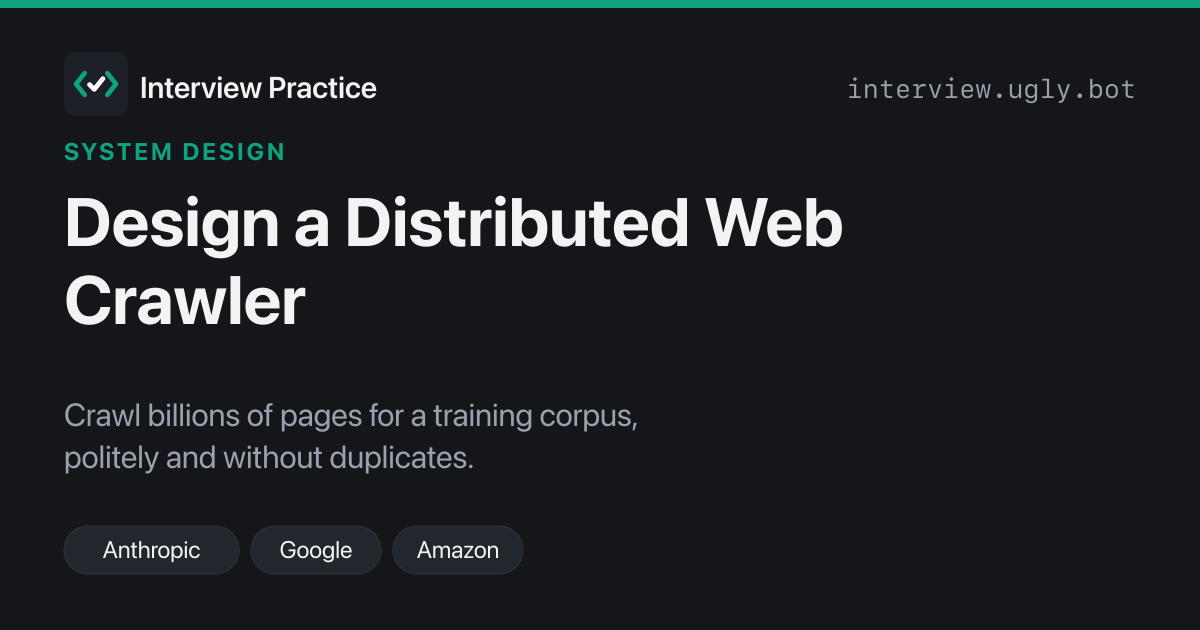 Interview Practice
interview.ugly.bot
SYSTEM DESIGN
Design a Distributed Web
Crawler
Crawl billions of pages for a training corpus,
politely and without duplicates.
Anthropic
Google
Amazon